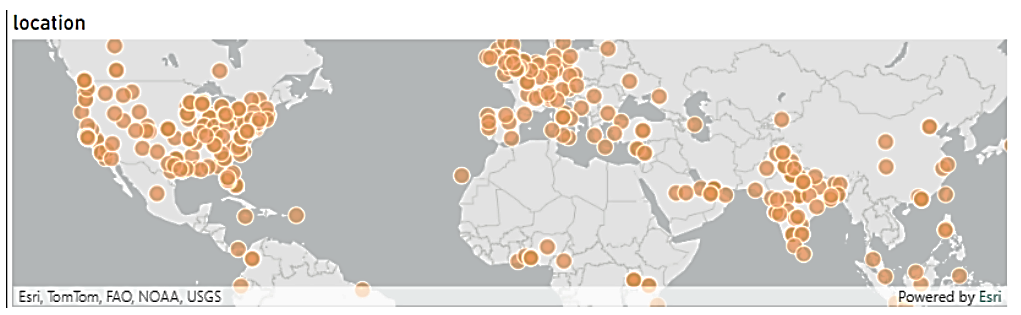 location
Esri, TomTom, FAO, NOAA, USGS
Powered by Esri